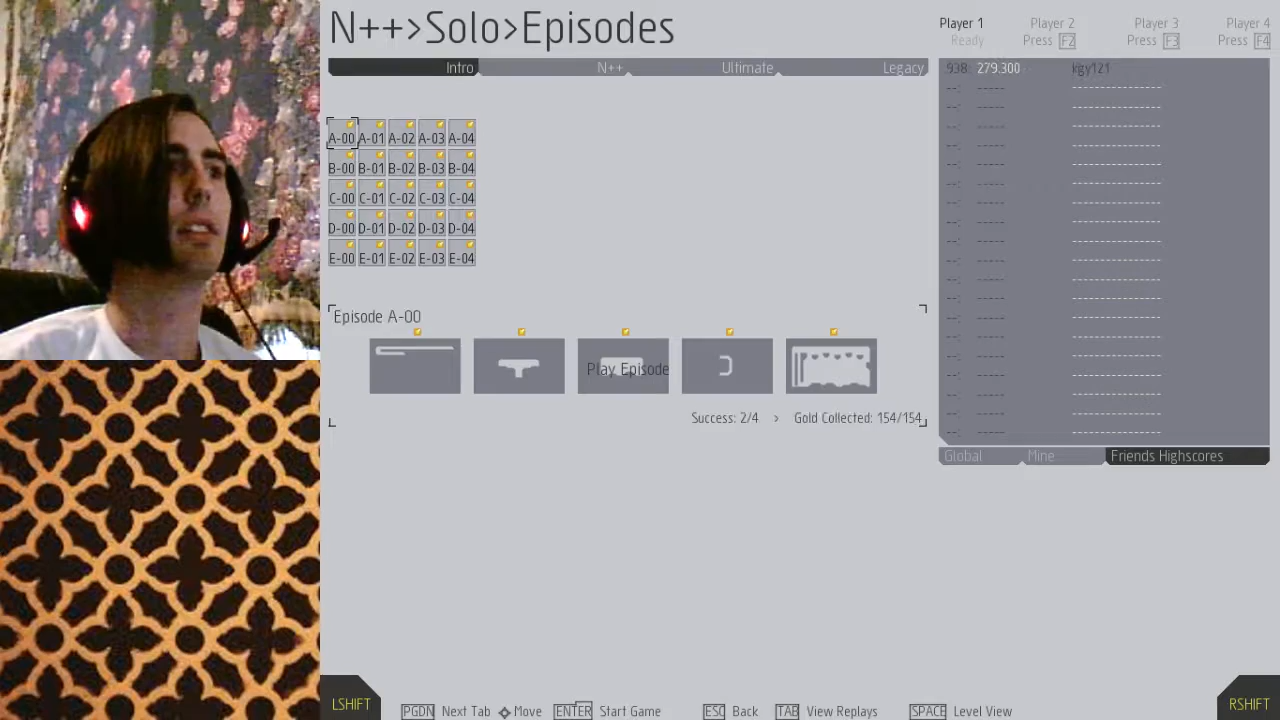 N++>Solo>Episodes
Player 1 Player 2 Player 3 Player 4
Ready Press F2 Press F3 Press F4
Intro N++ Ultimate Legacy
938: 279.300
A-00 A-01 A-02 A-03 A-04
B-00 B-01 B-02 B-03 B-04
C-00 C-01 C-02 C-03 C-04
D-00 D-01 D-02 D-03 D-04
E-00 E-01 E-02 E-03 E-04
Episode A-00
Play Episode
Success: 2/4 > Gold Collected: 154/154
Global Mine Friends Highscores
LSHIFT RSHIFT
PGDN Next Tab Move ENTER Start Game ESC Back TAB View Replays SPACE Level View